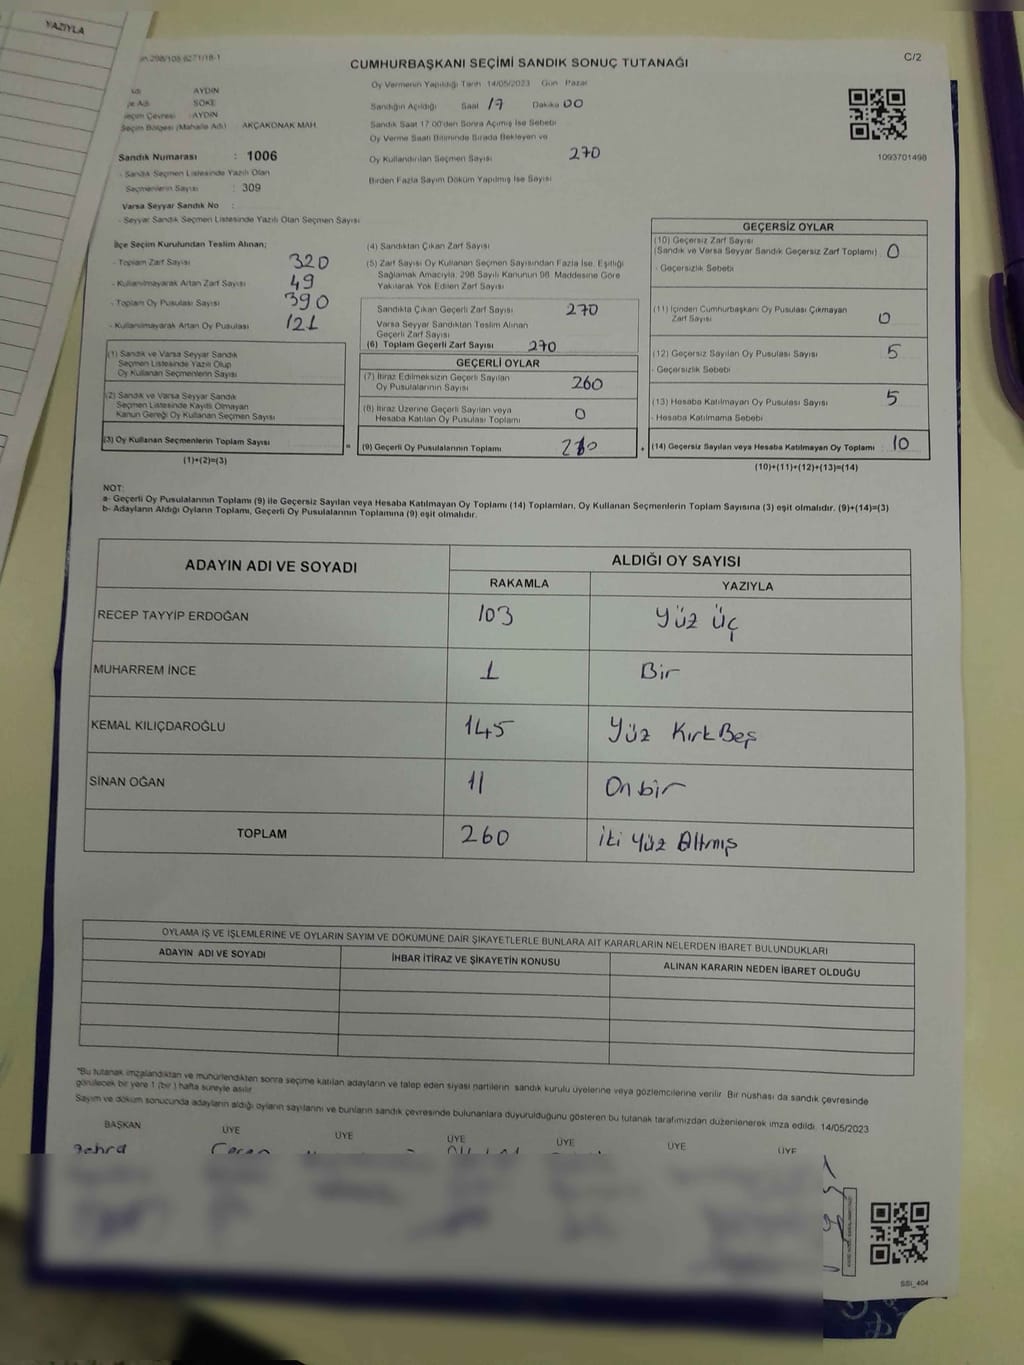 YAZIYLA
C/2
CUMHURBAŞKANI SEÇİMİ SANDIK SONUÇ TUTANAĞI
AYDIN
SÖKE
AYDIN
Seçim Bölgesi (Mahalle Adı) AKÇAKONAK MAH.
Sandık Numarası : 1006
- Sandık Seçmen Listesinde Yazılı Olan
Seçmenlerin Sayısı : 309
Varsa Seyyar Sandık No :
- Seyyar Sandık Seçmen Listesinde Yazılı Olan Seçmen Sayısı
Oy Vermenin Yapıldığı Tarih 14/05/2023 Gün Pazar
Sandığın Açıldığı Saat 17 Dakika 00
Sandık Saat 17:00'den Sonra Açımış İse Sebebi
Oy Verme Saati Bitiminde Sırada Bekleyen ve
Oy Kullandırılan Seçmen Sayısı 270
Birden Fazla Sayım Döküm Yapılmış İse Sayısı
1093701498
İlçe Seçim Kurulundan Teslim Alınan;
- Toplam Zarf Sayısı 320
- Kullanılmayarak Artan Zarf Sayısı 49
- Toplam Oy Pusulası Sayısı 390
- Kullanılmayarak Artan Oy Pusulası 121
(1) Sandık ve Varsa Seyyar Sandık
Seçmen Listesinde Yazılı Olup
Oy Kullanan Seçmenlerin Sayısı
(2) Sandık ve Varsa Seyyar Sandık
Seçmen Listesinde Kayıtlı Olmayan
Kanun Gereği Oy Kullanan Seçmen Sayısı
(3) Oy Kullanan Seçmenlerin Toplam Sayısı
(1)+(2)=(3)
(4) Sandıktan Çıkan Zarf Sayısı
(5) Zarf Sayısı Oy Kullanan Seçmen Sayısından Fazla İse, Eşitliği
Sağlamak Amacıyla, 298 Sayılı Kanunun 98. Maddesine Göre
Yakılarak Yok Edilen Zarf Sayısı
Sandıkta Çıkan Geçerli Zarf Sayısı 270
Varsa Seyyar Sandıktan Teslim Alınan
Geçerli Zarf Sayısı
(6) Toplam Geçerli Zarf Sayısı 270
GEÇERLİ OYLAR
(7) İtiraz Edilmeksizin Geçerli Sayılan
Oy Pusulalarının Sayısı 260
(8) İtiraz Üzerine Geçerli Sayılan veya
Hesaba Katılan Oy Pusulası Toplamı 0
= (9) Geçerli Oy Pusulalarının Toplamı
GEÇERSİZ OYLAR
(10) Geçersiz Zarf Sayısı
(Sandık ve Varsa Seyyar Sandık Geçersiz Zarf Toplamı) 0
- Geçersizlik Sebebi
(11) İçinden Cumhurbaşkanı Oy Pusulası Çıkmayan
Zarf Sayısı 0
(12) Geçersiz Sayılan Oy Pusulası Sayısı 5
- Geçersizlik Sebebi
(13) Hesaba Katılmayan Oy Pusulası Sayısı 5
- Hesaba Katılmama Sebebi
+ (14) Geçersiz Sayılan veya Hesaba Katılmayan Oy Toplamı 10
(10)+(11)+(12)+(13)=(14)
NOT:
a- Geçerli Oy Pusulalarının Toplamı (9) ile Geçersiz Sayılan veya Hesaba Katılmayan Oy Toplamı (14) Toplamları, Oy Kullanan Seçmenlerin Toplam Sayısına (3) eşit olmalıdır. (9)+(14)=(3)
b- Adayların Aldığı Oyların Toplamı, Geçerli Oy Pusulalarının Toplamına (9) eşit olmalıdır.
ADAYIN ADI VE SOYADI
ALDIĞI OY SAYISI
RAKAMLA YAZIYLA
RECEP TAYYİP ERDOĞAN 103 Yüz üç
MUHARREM İNCE 1 Bir
KEMAL KILIÇDAROĞLU 145 Yüz KırkBeş
SİNAN OĞAN 11 Onbir
TOPLAM 260 İki Yüz Altmış
OYLAMA İŞ VE İŞLEMLERİNE VE OYLARIN SAYIM VE DÖKÜMÜNE DAİR ŞİKAYETLERLE BUNLARA AİT KARARLARIN NELERDEN İBARET BULUNDUKLARI
ADAYIN ADI VE SOYADI İHBAR İTİRAZ VE ŞİKAYETİN KONUSU ALINAN KARARIN NEDEN İBARET OLDUĞU
"Bu tutanak imzalandıktan ve mühürlendikten sonra seçime katılan adayların ve talep eden siyasi partilerin sandık kurulu üyelerine veya gözlemcilerine verilir. Bir nüshası da sandık çevresinde
görülecek bir yere 1 (bir ) hafta süreyle asılır.
Sayım ve döküm sonucunda adayların aldığı oyların sayılarını ve bunların sandık çevresinde bulunanlara duyurulduğunu gösteren bu tutanak tarafımızdan düzenlenerek imza edildi. 14/05/2023
BAŞKAN ÜYE ÜYE ÜYE ÜYE ÜYE ÜYE
SSİ_404